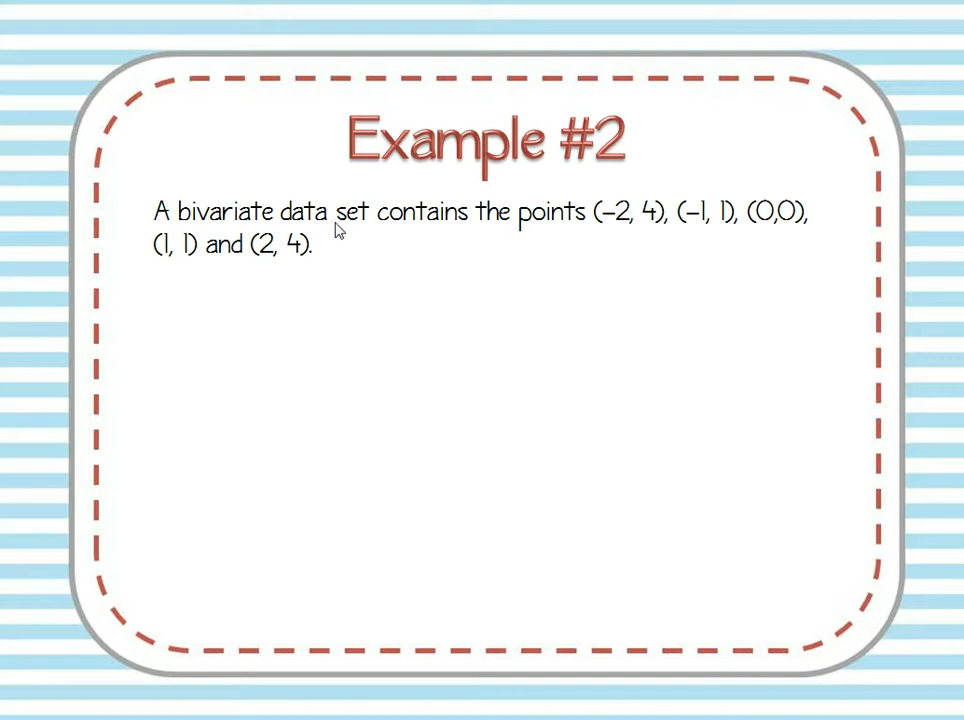 Example #2
A bivariate data set contains the points (–2, 4), (–1, 1), (0,0),
(1, 1) and (2, 4).